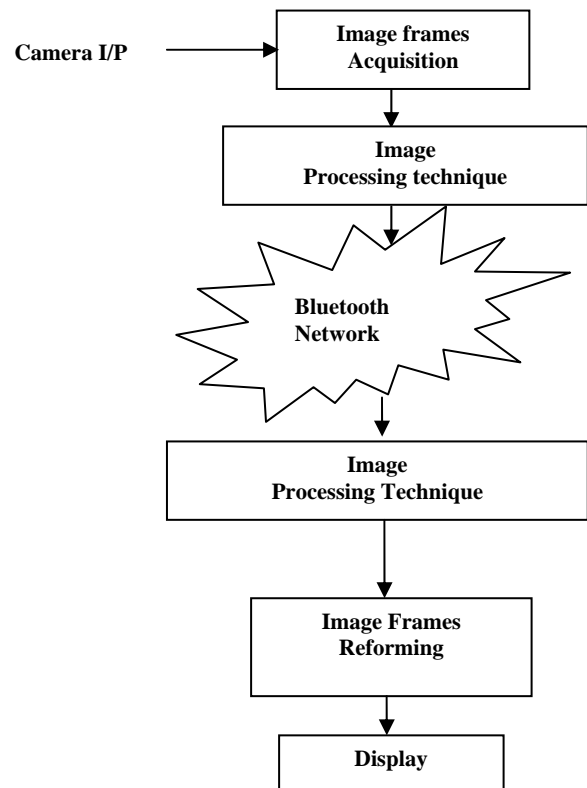 Camera I/P
Image frames
Acquisition
Image
Processing technique
Bluetooth
Network
Image
Processing Technique
Image Frames
Reforming
Display